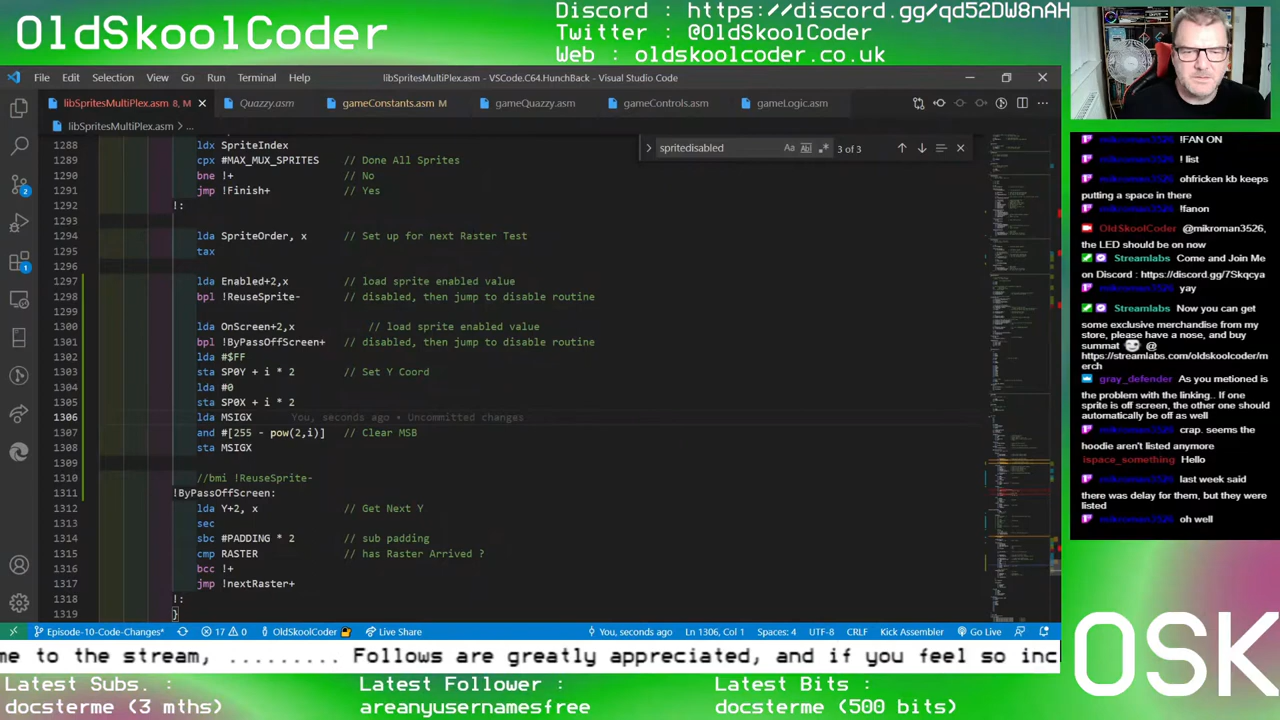 OldSkoolCoder
Discord : https://discord.gg/qd52DW8nAH
Twitter : @OldSkoolCoder
Web : oldskoolcoder.co.uk
File Edit Selection View Go Run Terminal Help
libSpritesMultiPlex.asm - VSCode.C64.HunchBack - Visual Studio Code
libSpritesMultiPlex.asm 8, M
Quazzy.asm
gameConstants.asm M
gameQuazzy.asm
gameControls.asm
gameLogic.asm
libSpritesMultiPlex.asm > ...
spritedisabled
3 of 3
1288 ldx SpriteIndex
1289 cpx #MAX_MUX_SPRITES // Done All Sprites
1290 bne !+ // No
1291 jmp !Finish+ // Yes
1292 !:
1293
1294 lda SpriteOrder, x // Set up for next Raster Test
1295 tax
1296
1297 lda Enabled+2,x // load sprite enabled value
1298 bpl !ReuseSprite- // disabled, then jump to disable routine
1299
1300 lda OnScreen+2,x // load sprite enabled value
1301 bpl !ByPassOffScreen+ // disabled, then jump to disable routine
1302 lda #$FF
1303 sta SP0Y + i * 2 // Set Y Coord
1304 lda #0
1305 sta SP0X + i * 2
1306 lda MSIGX You, seconds ago • Uncommitted changes
1307 and #[255 - pow(2,i)] // Clear MSB
1308 sta MSIGX
1309
1310 //bmi !ReuseSprite-
1311 !ByPassOffScreen:
1312 lda Y+2, x // Get Next Y
1313 sec
1314 sbc #PADDING * 2 // sub padding
1315 cmp RASTER // has Raster Arrived ?
1316 bcc !+
1317 jmp !nextRaster+
1318 !:
1319 }
Episode-10-Code-Changes* 17 0 OldSkoolCoder Live Share You, seconds ago Ln 1306, Col 1 Spaces: 4 UTF-8 CRLF Kick Assembler Go Live
me to the stream, ......... Follows are greatly appreciated, and if you feel so inc
Latest Subs. :
docsterme (3 mths)
Latest Follower :
areanyusernamesfree
Latest Bits :
docsterme (500 bits)
mikroman3526 !FAN ON
mikroman3526 ! list
mikroman3526 ohfricken kb keeps
putting a space in there
mikroman3526 !fanon
OldSkoolCoder @mikroman3526,
the LED should be on now
Streamlabs Come and Join Me
on Discord : https://discord.gg/7Skqcya
mikroman3526 yay
Streamlabs Now you can get
some exclusive merchandise from my
store, please have a nose, and buy
summat @
https://streamlabs.com/oldskoolcoder/m
erch
gray_defender As you metioned is
the problem with the linking.. If one
sprite is off screen, the other one should
automatically be off as well
mikroman3526 crap. seems the
hoodie aren't listed anymore
ispace_something Hello
mikroman3526 last week said
there was delay for them, but they were
listed
mikroman3526 oh well
OSK